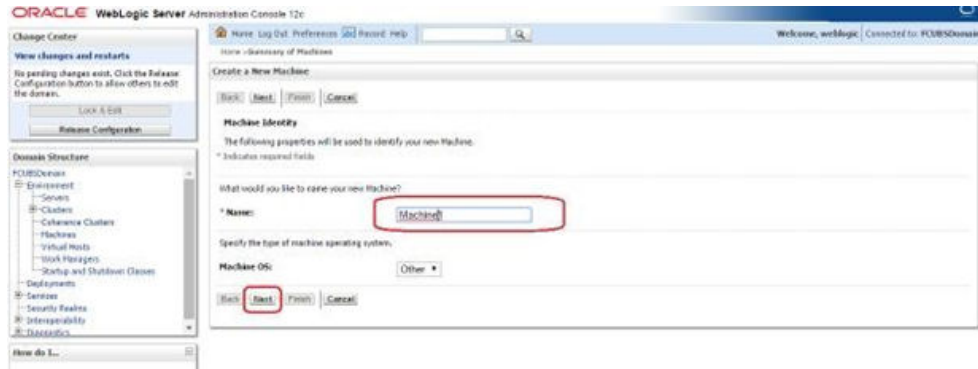 ORACLE WebLogic Server Administration Console 12c
Change Center
View changes and restarts
No pending changes exist. Click the Release
Configuration button to allow others to edit
the domain.
Lock & Edit
Release Configuration
Domain Structure
FCUBSDomain
Environment
Servers
Clusters
Coherence Clusters
Machines
Virtual Hosts
Work Managers
Startup and Shutdown Classes
Deployments
Services
Security Realms
Interoperability
Diagnostics
How do I...
Home Log Out Preferences Record Help
Welcome, weblogic Connected to: FCUBSDomain
Home >Summary of Machines
Create a New Machine
Back Next Finish Cancel
Machine Identity
The following properties will be used to identify your new Machine.
* Indicates required fields
What would you like to name your new Machine?
* Name: Machine1
Specify the type of machine operating system.
Machine OS: Other
Back Next Finish Cancel